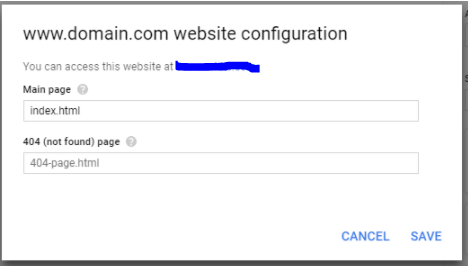 www.domain.com website configuration
You can access this website at
Main page
index.html
404 (not found) page
404-page.html
CANCEL SAVE